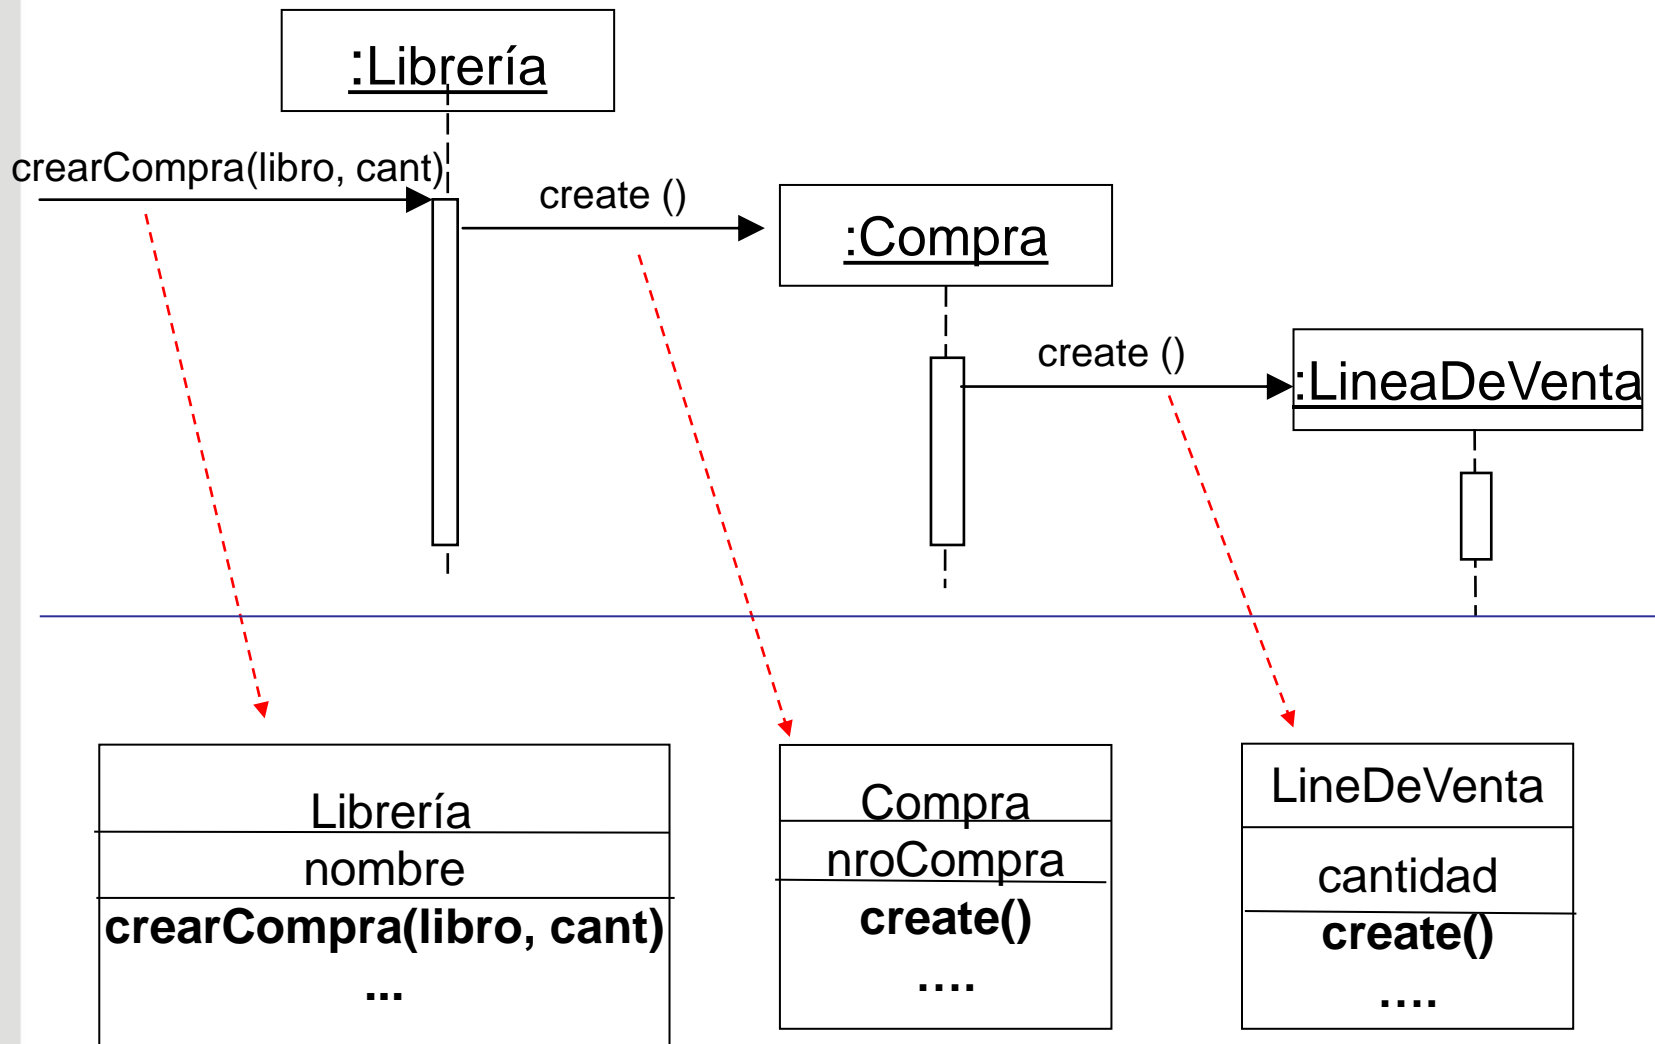 :Librería
crearCompra(libro, cant)
create ()
:Compra
create ()
:LineaDeVenta
Librería
nombre
crearCompra(libro, cant)
...
Compra
nroCompra
create()
....
LineDeVenta
cantidad
create()
....